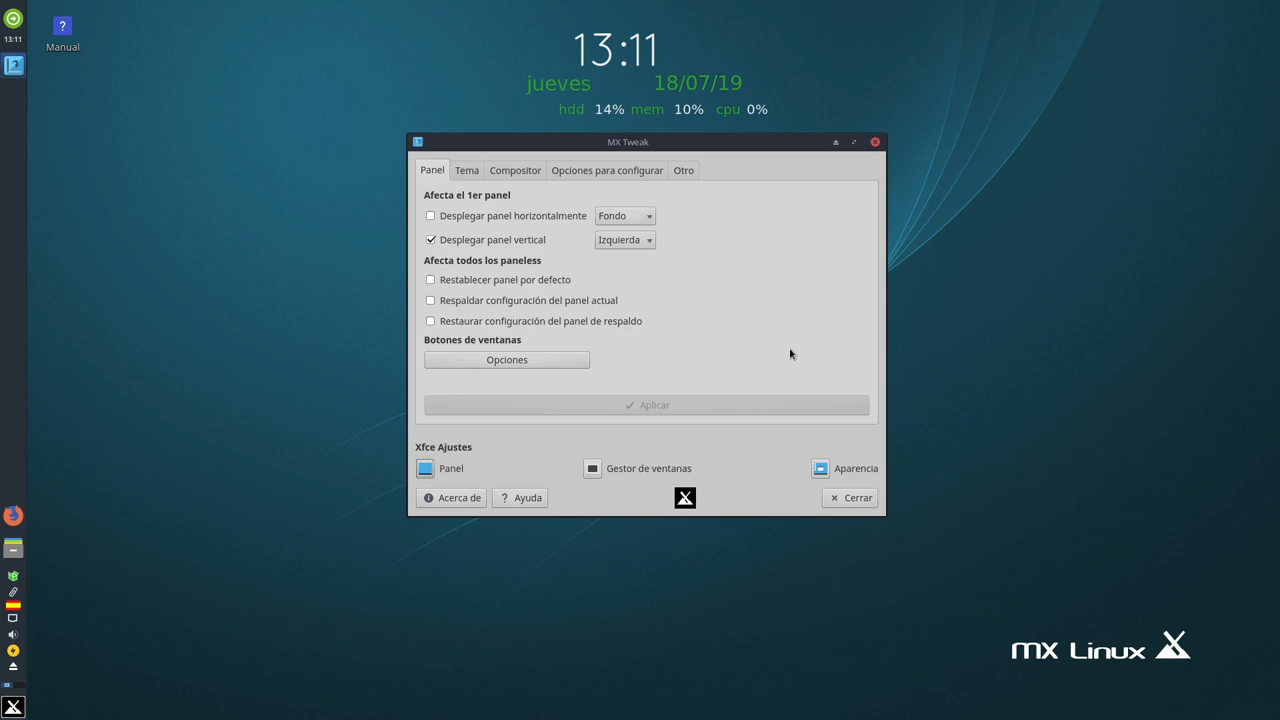 13:11
?
Manual
13:11
jueves 18/07/19
hdd 14% mem 10% cpu 0%
MX Tweak
Panel Tema Compositor Opciones para configurar Otro
Afecta el 1er panel
Desplegar panel horizontalmente Fondo
Desplegar panel vertical Izquierda
Afecta todos los paneless
Restablecer panel por defecto
Respaldar configuración del panel actual
Restaurar configuración del panel de respaldo
Botones de ventanas
Opciones
Aplicar
Xfce Ajustes
Panel Gestor de ventanas Aparencia
Acerca de ? Ayuda Cerrar
mx Linux